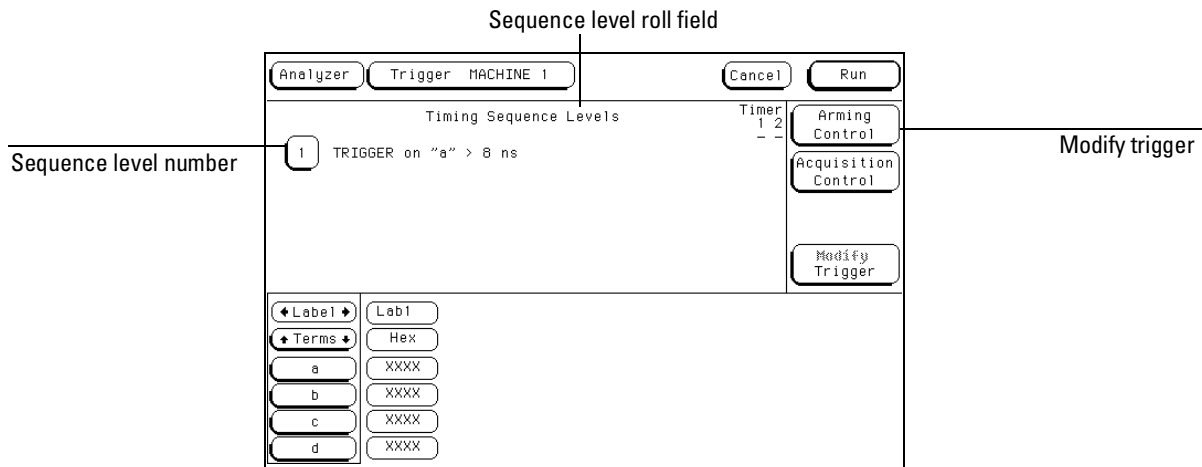 Sequence level roll field
Analyzer Trigger MACHINE 1 Cancel Run
Timing Sequence Levels
Timer
1 2
- -
Arming
Control
Modify trigger
Sequence level number
1 TRIGGER on "a" > 8 ns
Acquisition
Control
Modify
Trigger
Label Lab1
Terms Hex
a XXXX
b XXXX
c XXXX
d XXXX